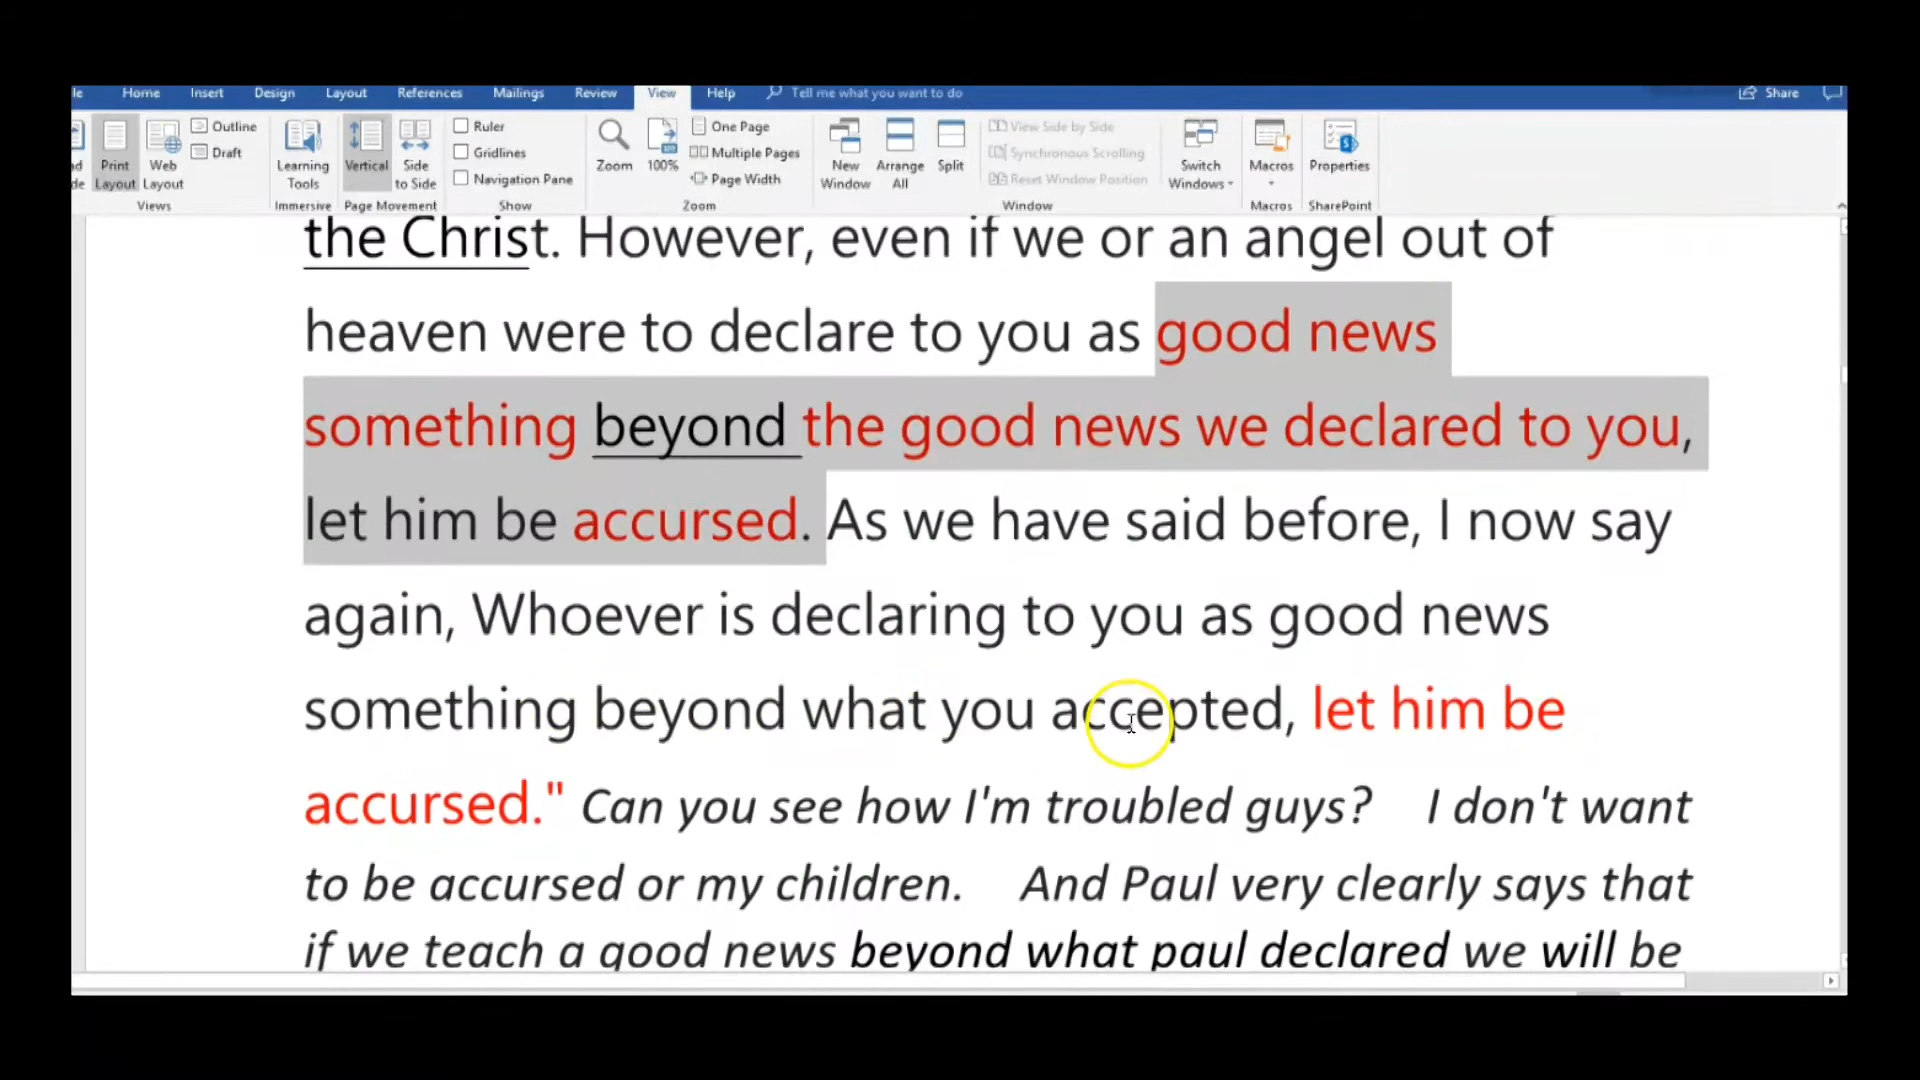 le Home Insert Design Layout References Mailings Review View Help Tell me what you want to do Share
Print Layout
Web Layout
Outline
Draft
Views
Learning Tools
Immersive
Vertical
Side to Side
Page Movement
Ruler
Gridlines
Navigation Pane
Show
Zoom
100%
One Page
Multiple Pages
Page Width
Zoom
New Window
Arrange All
Split
View Side by Side
Synchronous Scrolling
Reset Window Position
Window
Switch Windows
Macros
Macros
Properties
SharePoint
the Christ. However, even if we or an angel out of
heaven were to declare to you as good news
something beyond the good news we declared to you,
let him be accursed. As we have said before, I now say
again, Whoever is declaring to you as good news
something beyond what you accepted, let him be
accursed." Can you see how I'm troubled guys? I don't want
to be accursed or my children. And Paul very clearly says that
if we teach a good news beyond what paul declared we will be